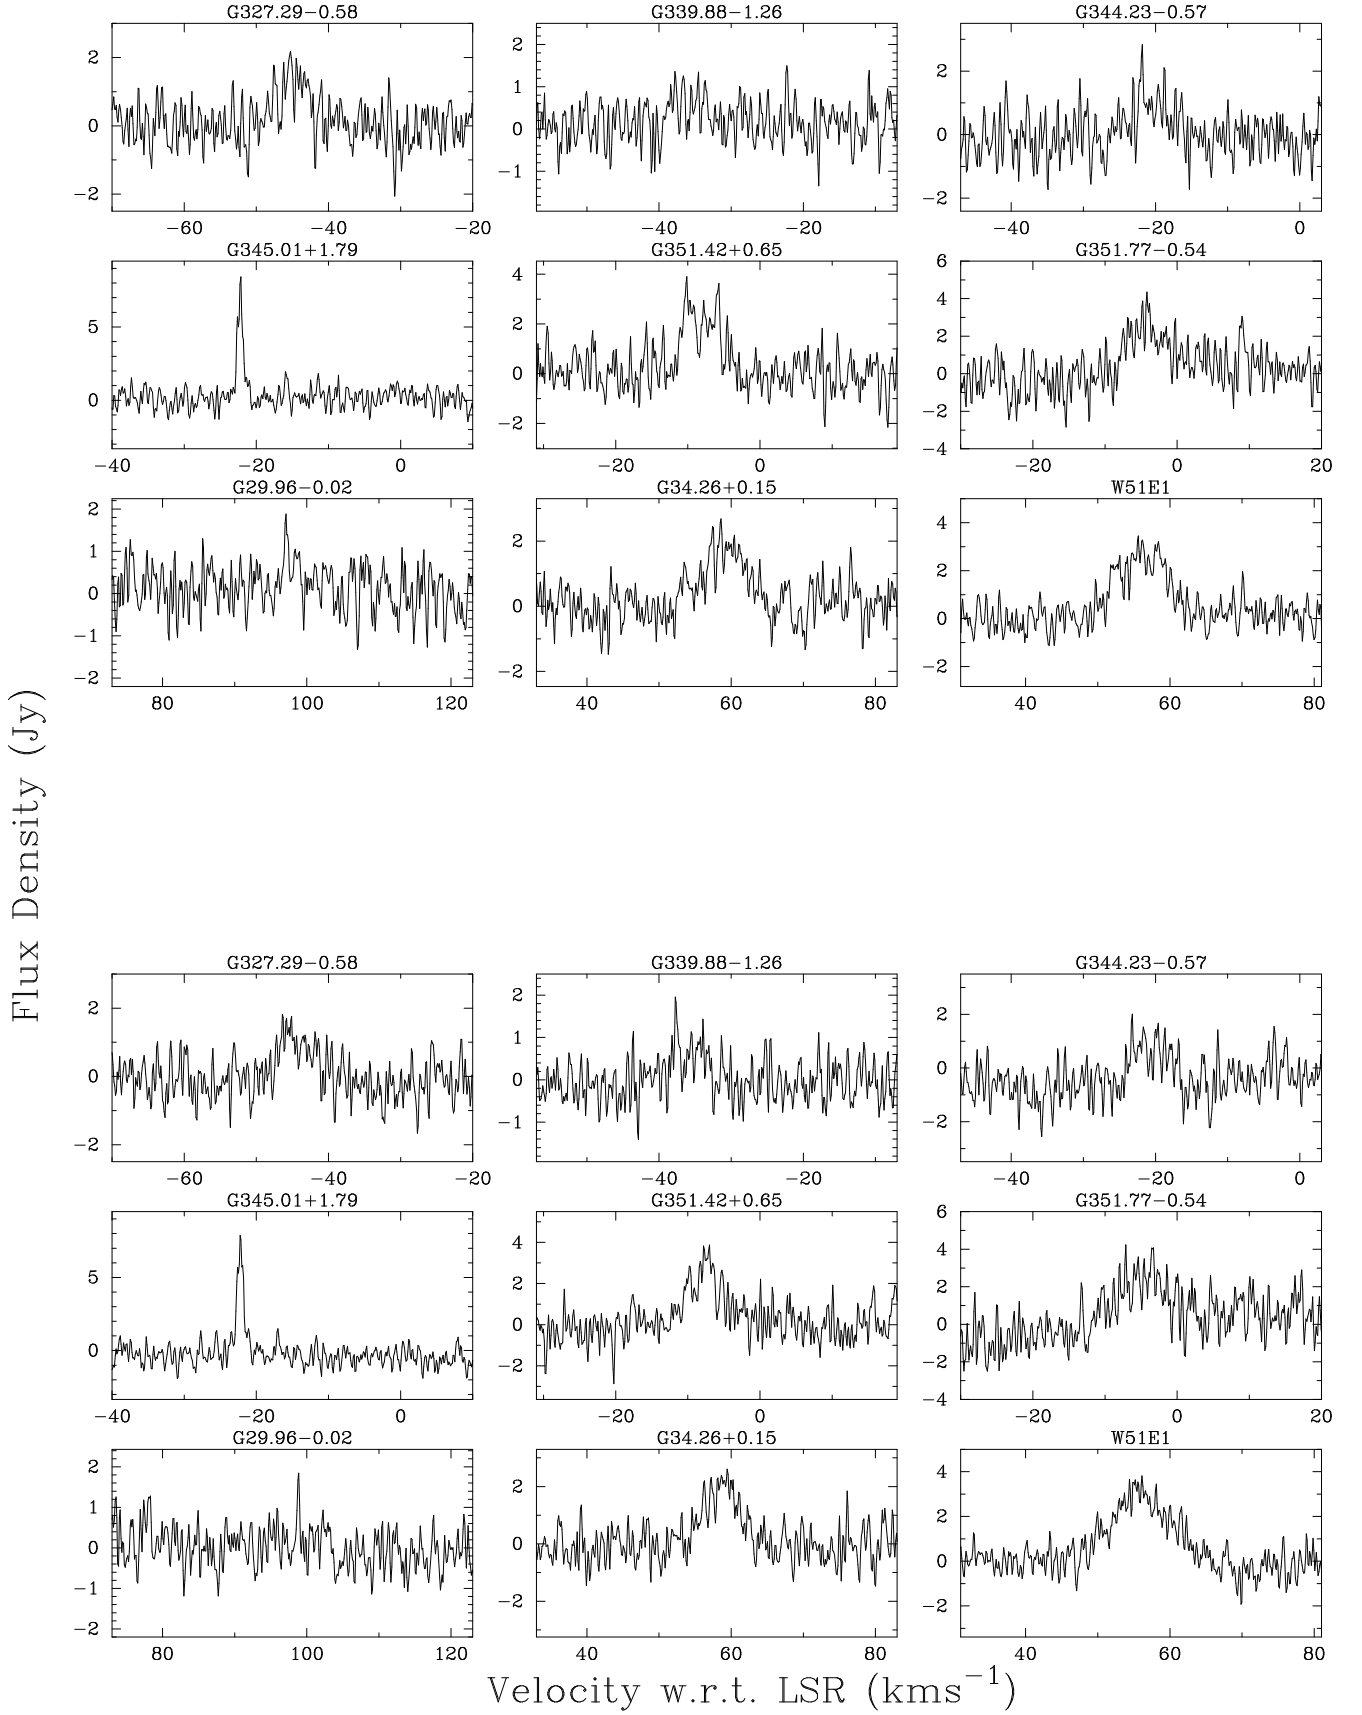 G327.29−0.58 G339.88−1.26 G344.23−0.57
2 2 2
1
0 0 0
−1
−2 −2
−60 −40 −20 −40 −20 −40 −20 0
G345.01+1.79 G351.42+0.65 G351.77−0.54
5 4 6
0 2 4
0 2
−2 0
−2
−4
−40 −20 0 −20 0 −20 0 20
G29.96−0.02 G34.26+0.15 W51E1
2 2 4
1 2
0 0 0
−1
−2 −2 −2
80 100 120 40 60 80 40 60 80
Flux Density (Jy)
G327.29−0.58 G339.88−1.26 G344.23−0.57
2 2 2
1
0 0 0
−1
−2 −2
−60 −40 −20 −40 −20 −40 −20 0
G345.01+1.79 G351.42+0.65 G351.77−0.54
5 4 6
0 2 4
0 2
−2 0
−2
−4
−40 −20 0 −20 0 −20 0 20
G29.96−0.02 G34.26+0.15 W51E1
2 2 4
1 2
0 0 0
−1
−2 −2 −2
80 100 120 40 60 80 40 60 80
Velocity w.r.t. LSR (kms−1)